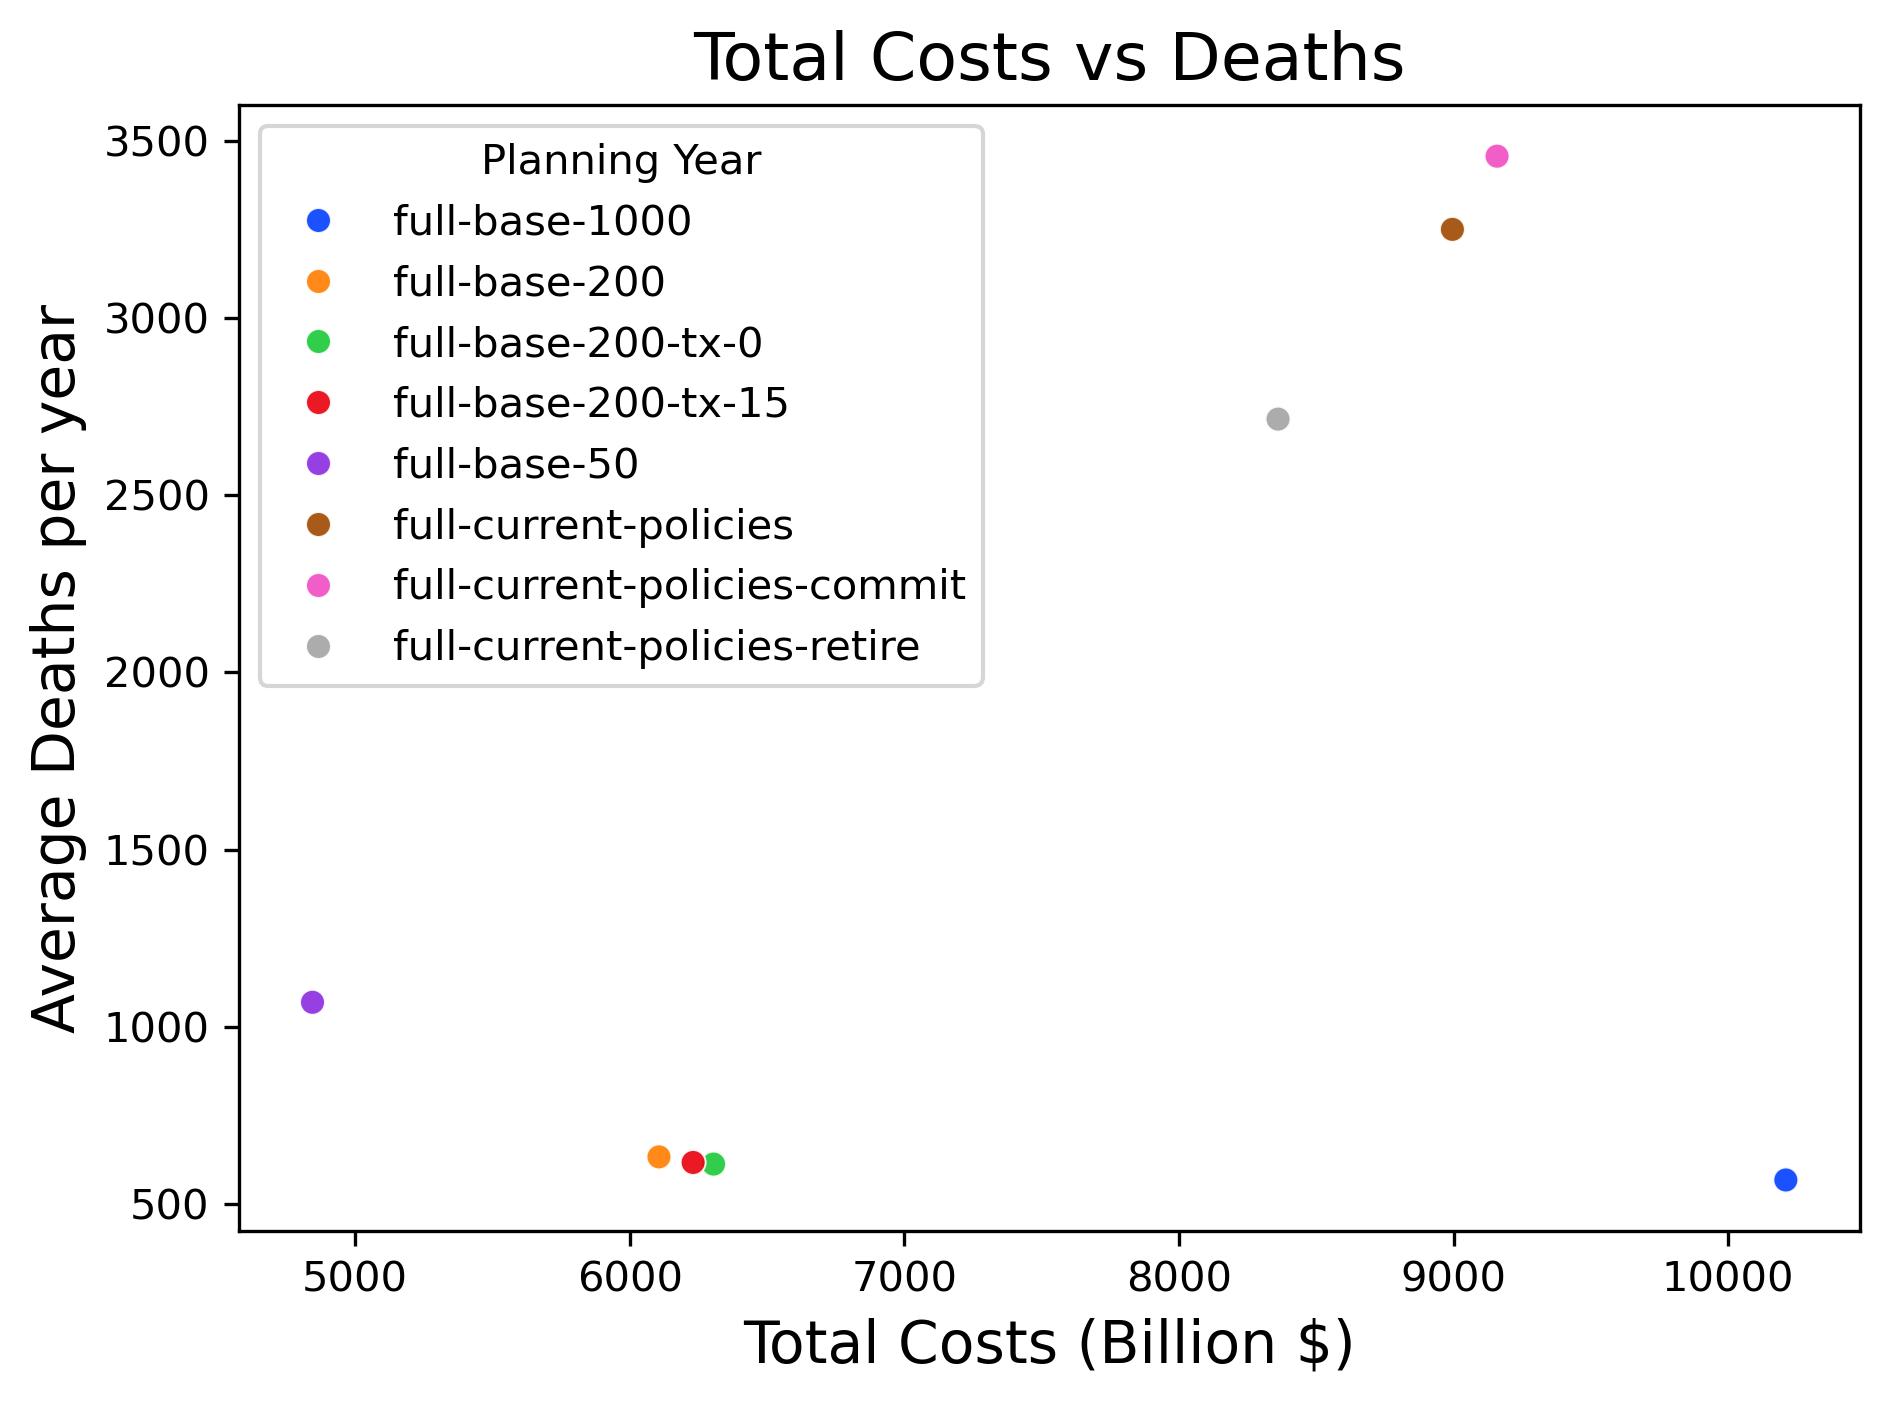 Total Costs vs Deaths
Average Deaths per year
3500
3000
2500
2000
1500
1000
500
Planning Year
full-base-1000
full-base-200
full-base-200-tx-0
full-base-200-tx-15
full-base-50
full-current-policies
full-current-policies-commit
full-current-policies-retire
5000 6000 7000 8000 9000 10000
Total Costs (Billion $)